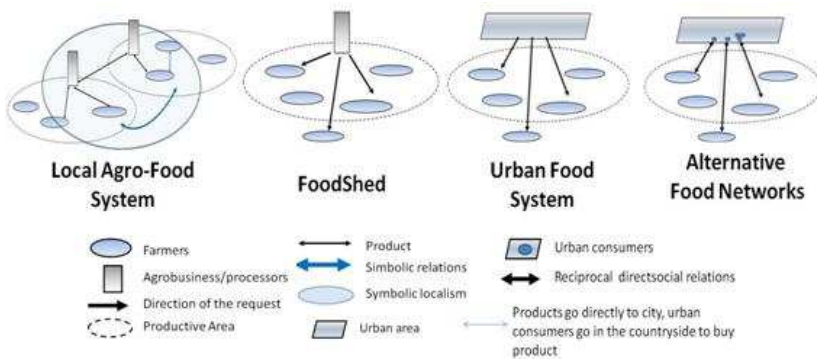 Local Agro-Food
System
FoodShed
Urban Food
System
Alternative
Food Networks
Farmers
Agrobusiness/processors
Direction of the request
Productive Area
Product
Simbolic relations
Symbolic localism
Urban area
Urban consumers
Reciprocal directsocial relations
Products go directly to city, urban
consumers go in the countryside to buy
product